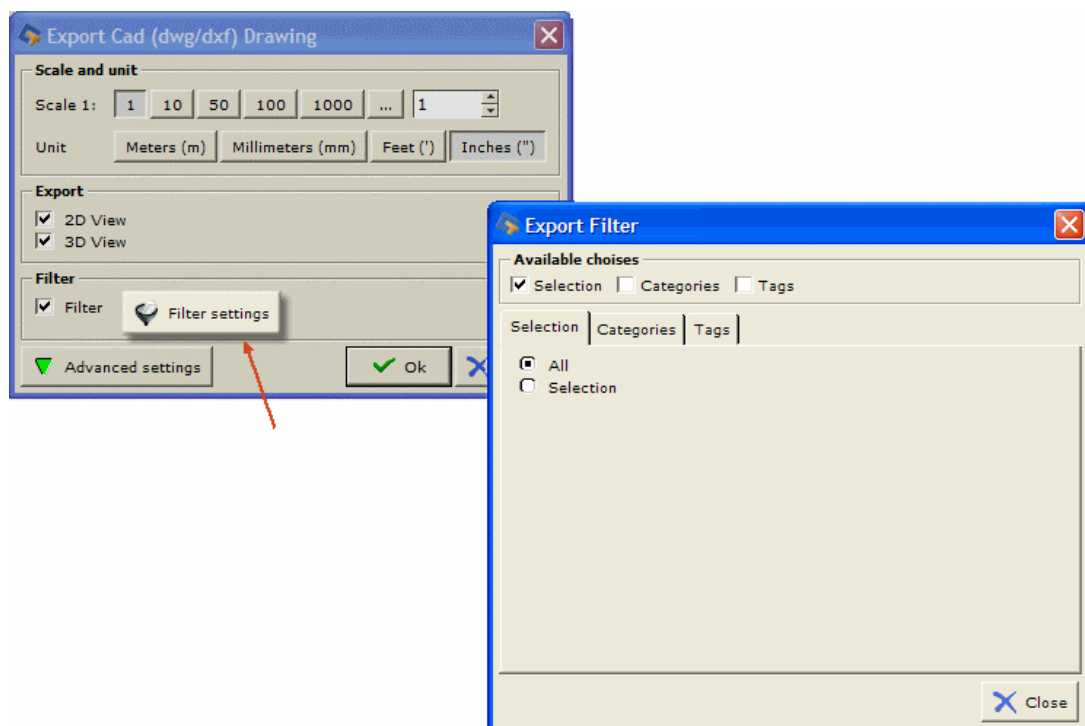 Export Cad (dwg/dxf) Drawing
Scale and unit
Scale 1: 1 10 50 100 1000 ... 1
Unit Meters (m) Millimeters (mm) Feet (') Inches (")
Export
2D View
3D View
Filter
Filter Filter settings
Advanced settings Ok
Export Filter
Available choises
Selection Categories Tags
Selection Categories Tags
All
Selection
Close